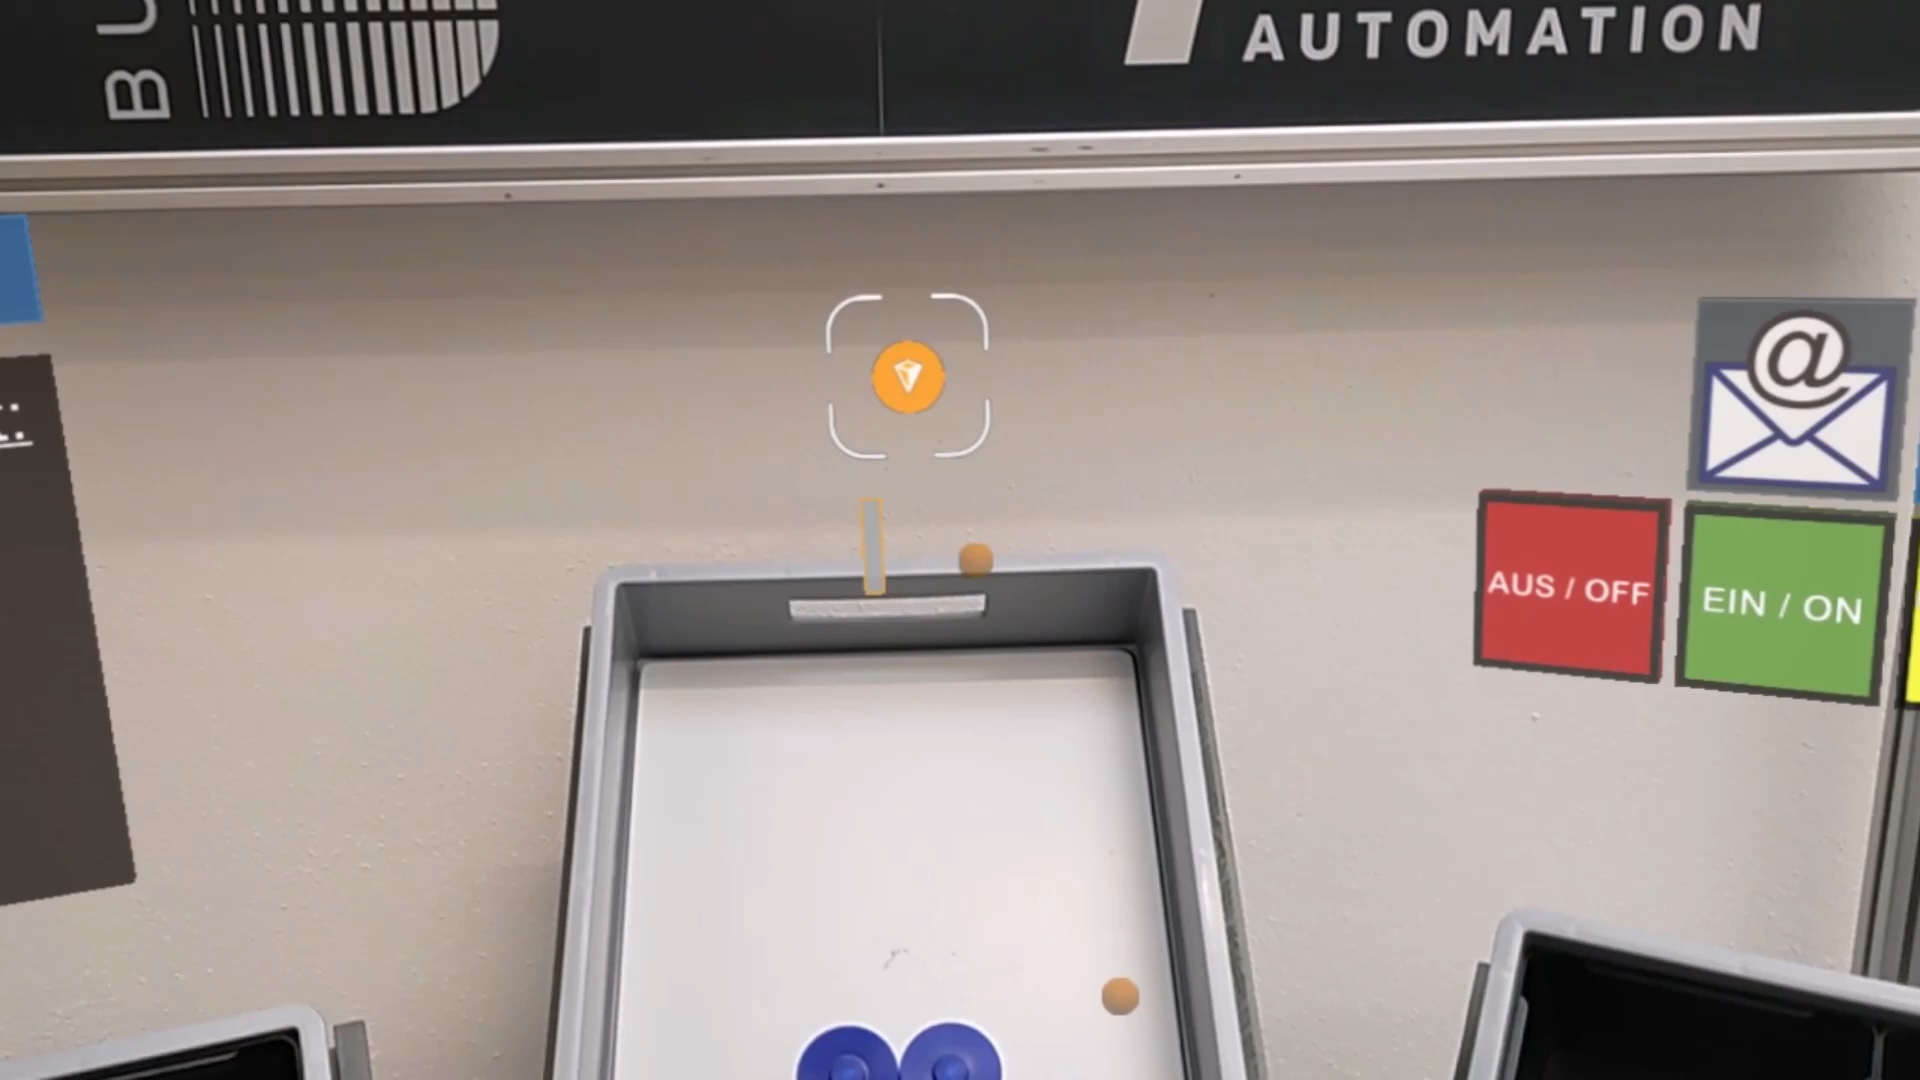 AUTOMATION
@
AUS / OFF
EIN / ON